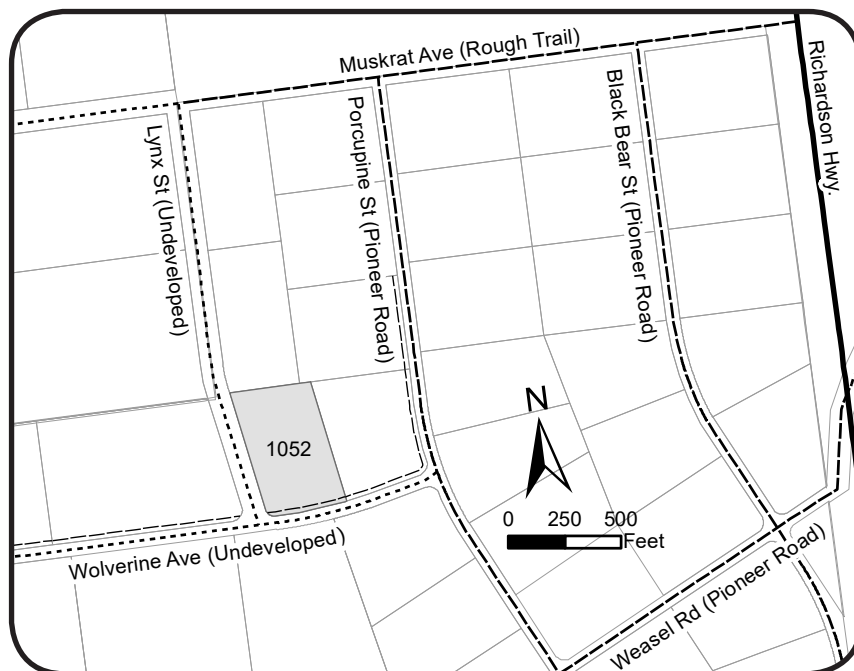 Muskrat Ave (Rough Trail)
Richardson Hwy.
Lynx St (Undeveloped)
Porcupine St (Pioneer Road)
Black Bear St (Pioneer Road)
1052
N
0 250 500
Feet
Wolverine Ave (Undeveloped)
Weasel Rd (Pioneer Road)